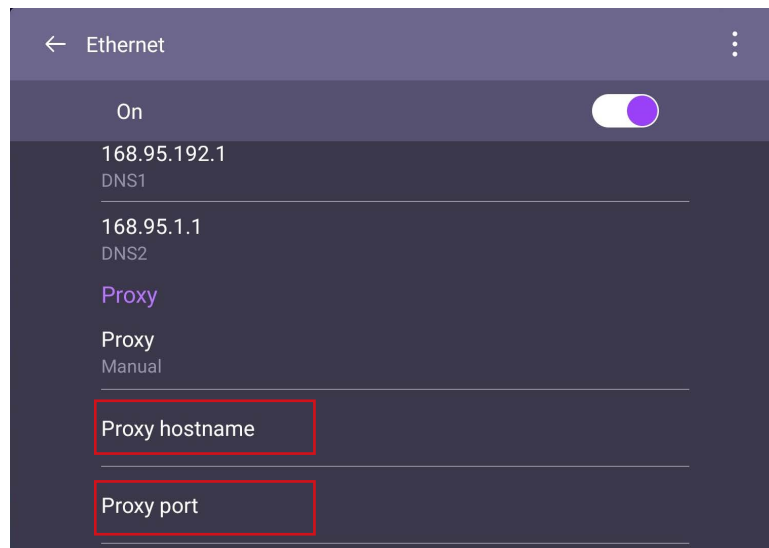 Ethernet
On
168.95.192.1
DNS1
168.95.1.1
DNS2
Proxy
Proxy
Manual
Proxy hostname
Proxy port